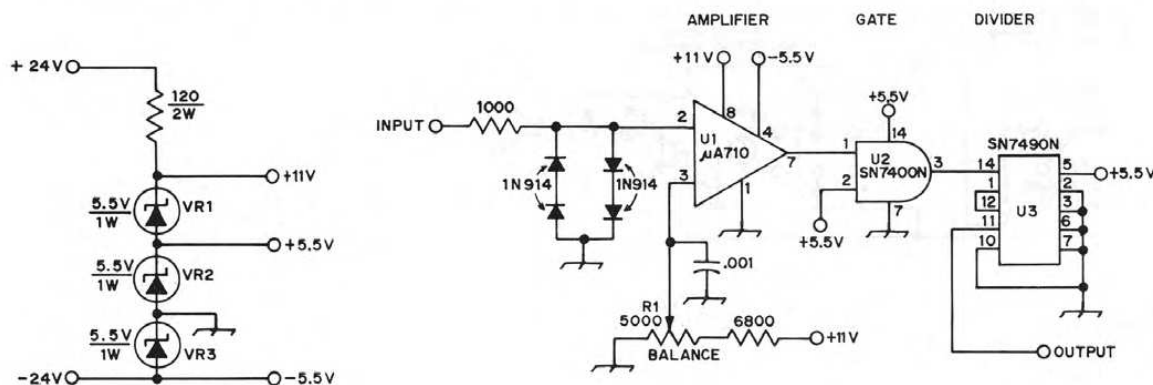 AMPLIFIER GATE DIVIDER
+ 24V
120
2W
+11V
5.5V
1W
VR1
+5.5V
5.5V
1W
VR2
5.5V
1W
VR3
-24V
-5.5V
INPUT
1000
1N914
1N914
+11V
-5.5V
2
8
4
U1
μA710
7
3
1
.001
R1
5000
BALANCE
6800
+11V
+5.5V
14
1
U2
SN7400N
3
2
7
+5.5V
SN7490N
14
1
12
11
10
U3
5
2
3
6
7
+5.5V
OUTPUT